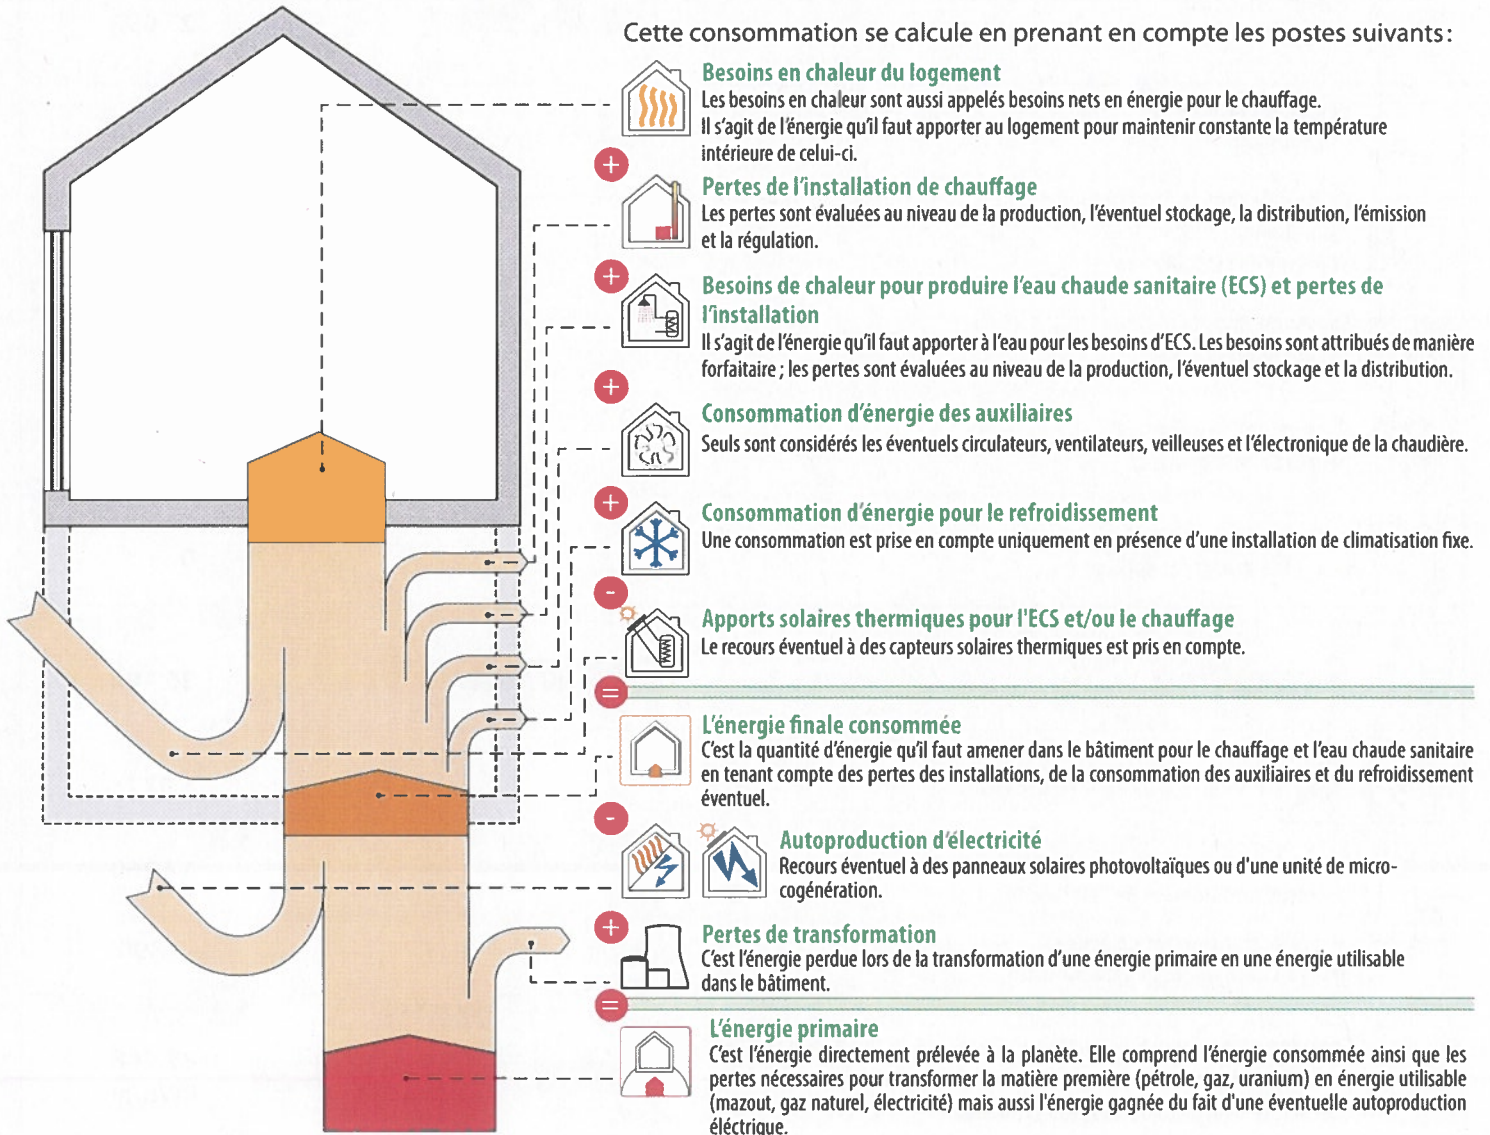 Cette consommation se calcule en prenant en compte les postes suivants :
Besoins en chaleur du logement
Les besoins en chaleur sont aussi appelés besoins nets en énergie pour le chauffage.
Il s'agit de l'énergie qu'il faut apporter au logement pour maintenir constante la température
intérieure de celui-ci.
+
Pertes de l'installation de chauffage
Les pertes sont évaluées au niveau de la production, l'éventuel stockage, la distribution, l'émission
et la régulation.
+
Besoins de chaleur pour produire l'eau chaude sanitaire (ECS) et pertes de
l'installation
Il s'agit de l'énergie qu'il faut apporter à l'eau pour les besoins d'ECS. Les besoins sont attribués de manière
forfaitaire ; les pertes sont évaluées au niveau de la production, l'éventuel stockage et la distribution.
+
Consommation d'énergie des auxiliaires
Seuls sont considérés les éventuels circulateurs, ventilateurs, veilleuses et l'électronique de la chaudière.
+
Consommation d'énergie pour le refroidissement
Une consommation est prise en compte uniquement en présence d'une installation de climatisation fixe.
-
Apports solaires thermiques pour l'ECS et/ou le chauffage
Le recours éventuel à des capteurs solaires thermiques est pris en compte.
=
L'énergie finale consommée
C'est la quantité d'énergie qu'il faut amener dans le bâtiment pour le chauffage et l'eau chaude sanitaire
en tenant compte des pertes des installations, de la consommation des auxiliaires et du refroidissement
éventuel.
-
Autoproduction d'électricité
Recours éventuel à des panneaux solaires photovoltaïques ou d'une unité de micro-
cogénération.
+
Pertes de transformation
C'est l'énergie perdue lors de la transformation d'une énergie primaire en une énergie utilisable
dans le bâtiment.
=
L'énergie primaire
C'est l'énergie directement prélevée à la planète. Elle comprend l'énergie consommée ainsi que les
pertes nécessaires pour transformer la matière première (pétrole, gaz, uranium) en énergie utilisable
(mazout, gaz naturel, électricité) mais aussi l'énergie gagnée du fait d'une éventuelle autoproduction
éléctrique.